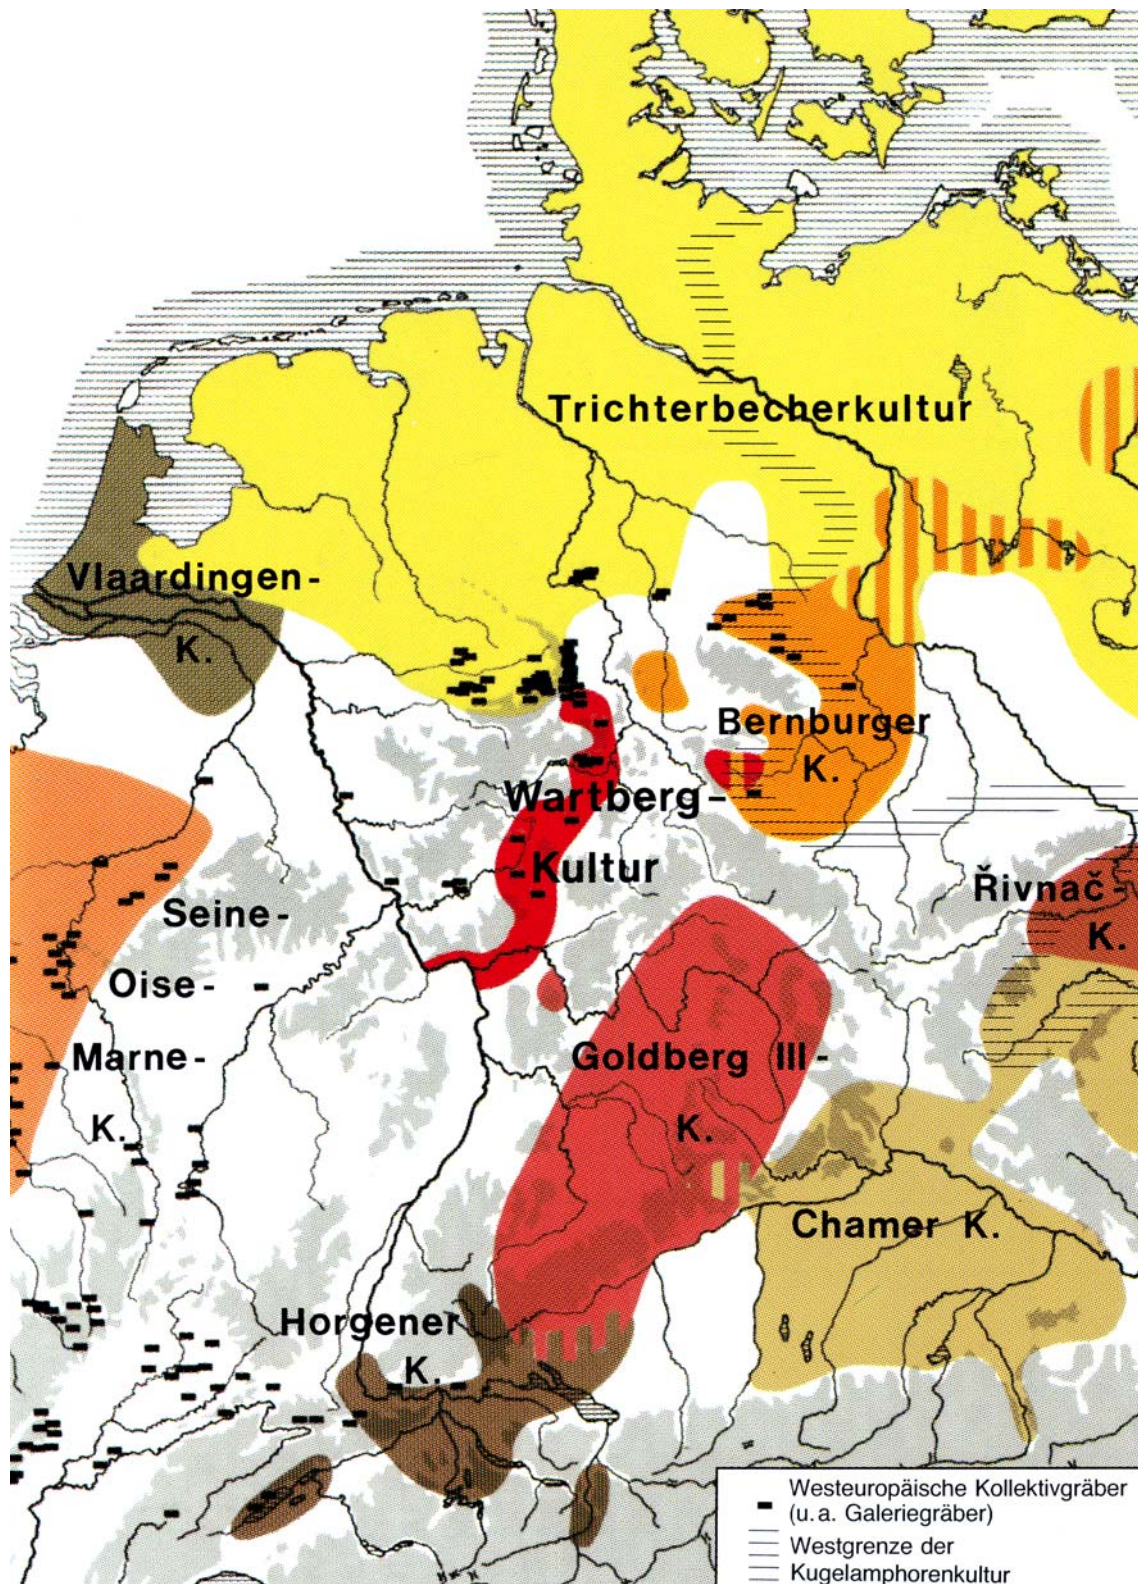 Trichterbecherkultur
Vlaardingen-
K.
Bernburger
K.
Wartberg-
Kultur
Řivnač-
K.
Seine-
Oise-
Marne-
K.
Goldberg III-
K.
Chamer K.
Horgener
K.
Westeuropäische Kollektivgräber
(u. a. Galeriegräber)
Westgrenze der
Kugelamphorenkultur